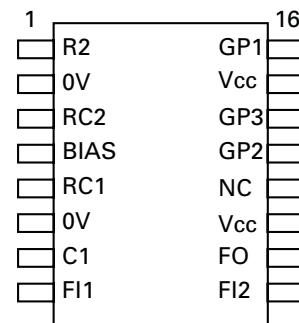 1 16
R2 GP1
0V Vcc
RC2 GP3
BIAS GP2
RC1 NC
0V Vcc
C1 FO
FI1 FI2